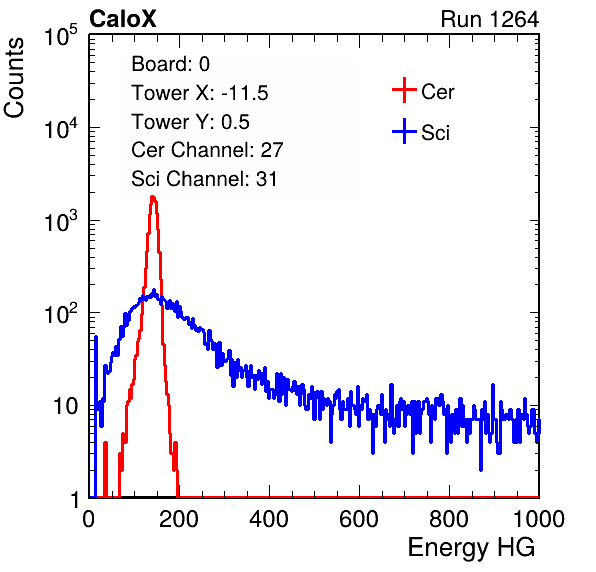 CaloX Run 1264
Counts
Board: 0
Tower X: -11.5
Tower Y: 0.5
Cer Channel: 27
Sci Channel: 31
Cer
Sci
10^5
10^4
10^3
10^2
10
1
0 200 400 600 800 1000
Energy HG